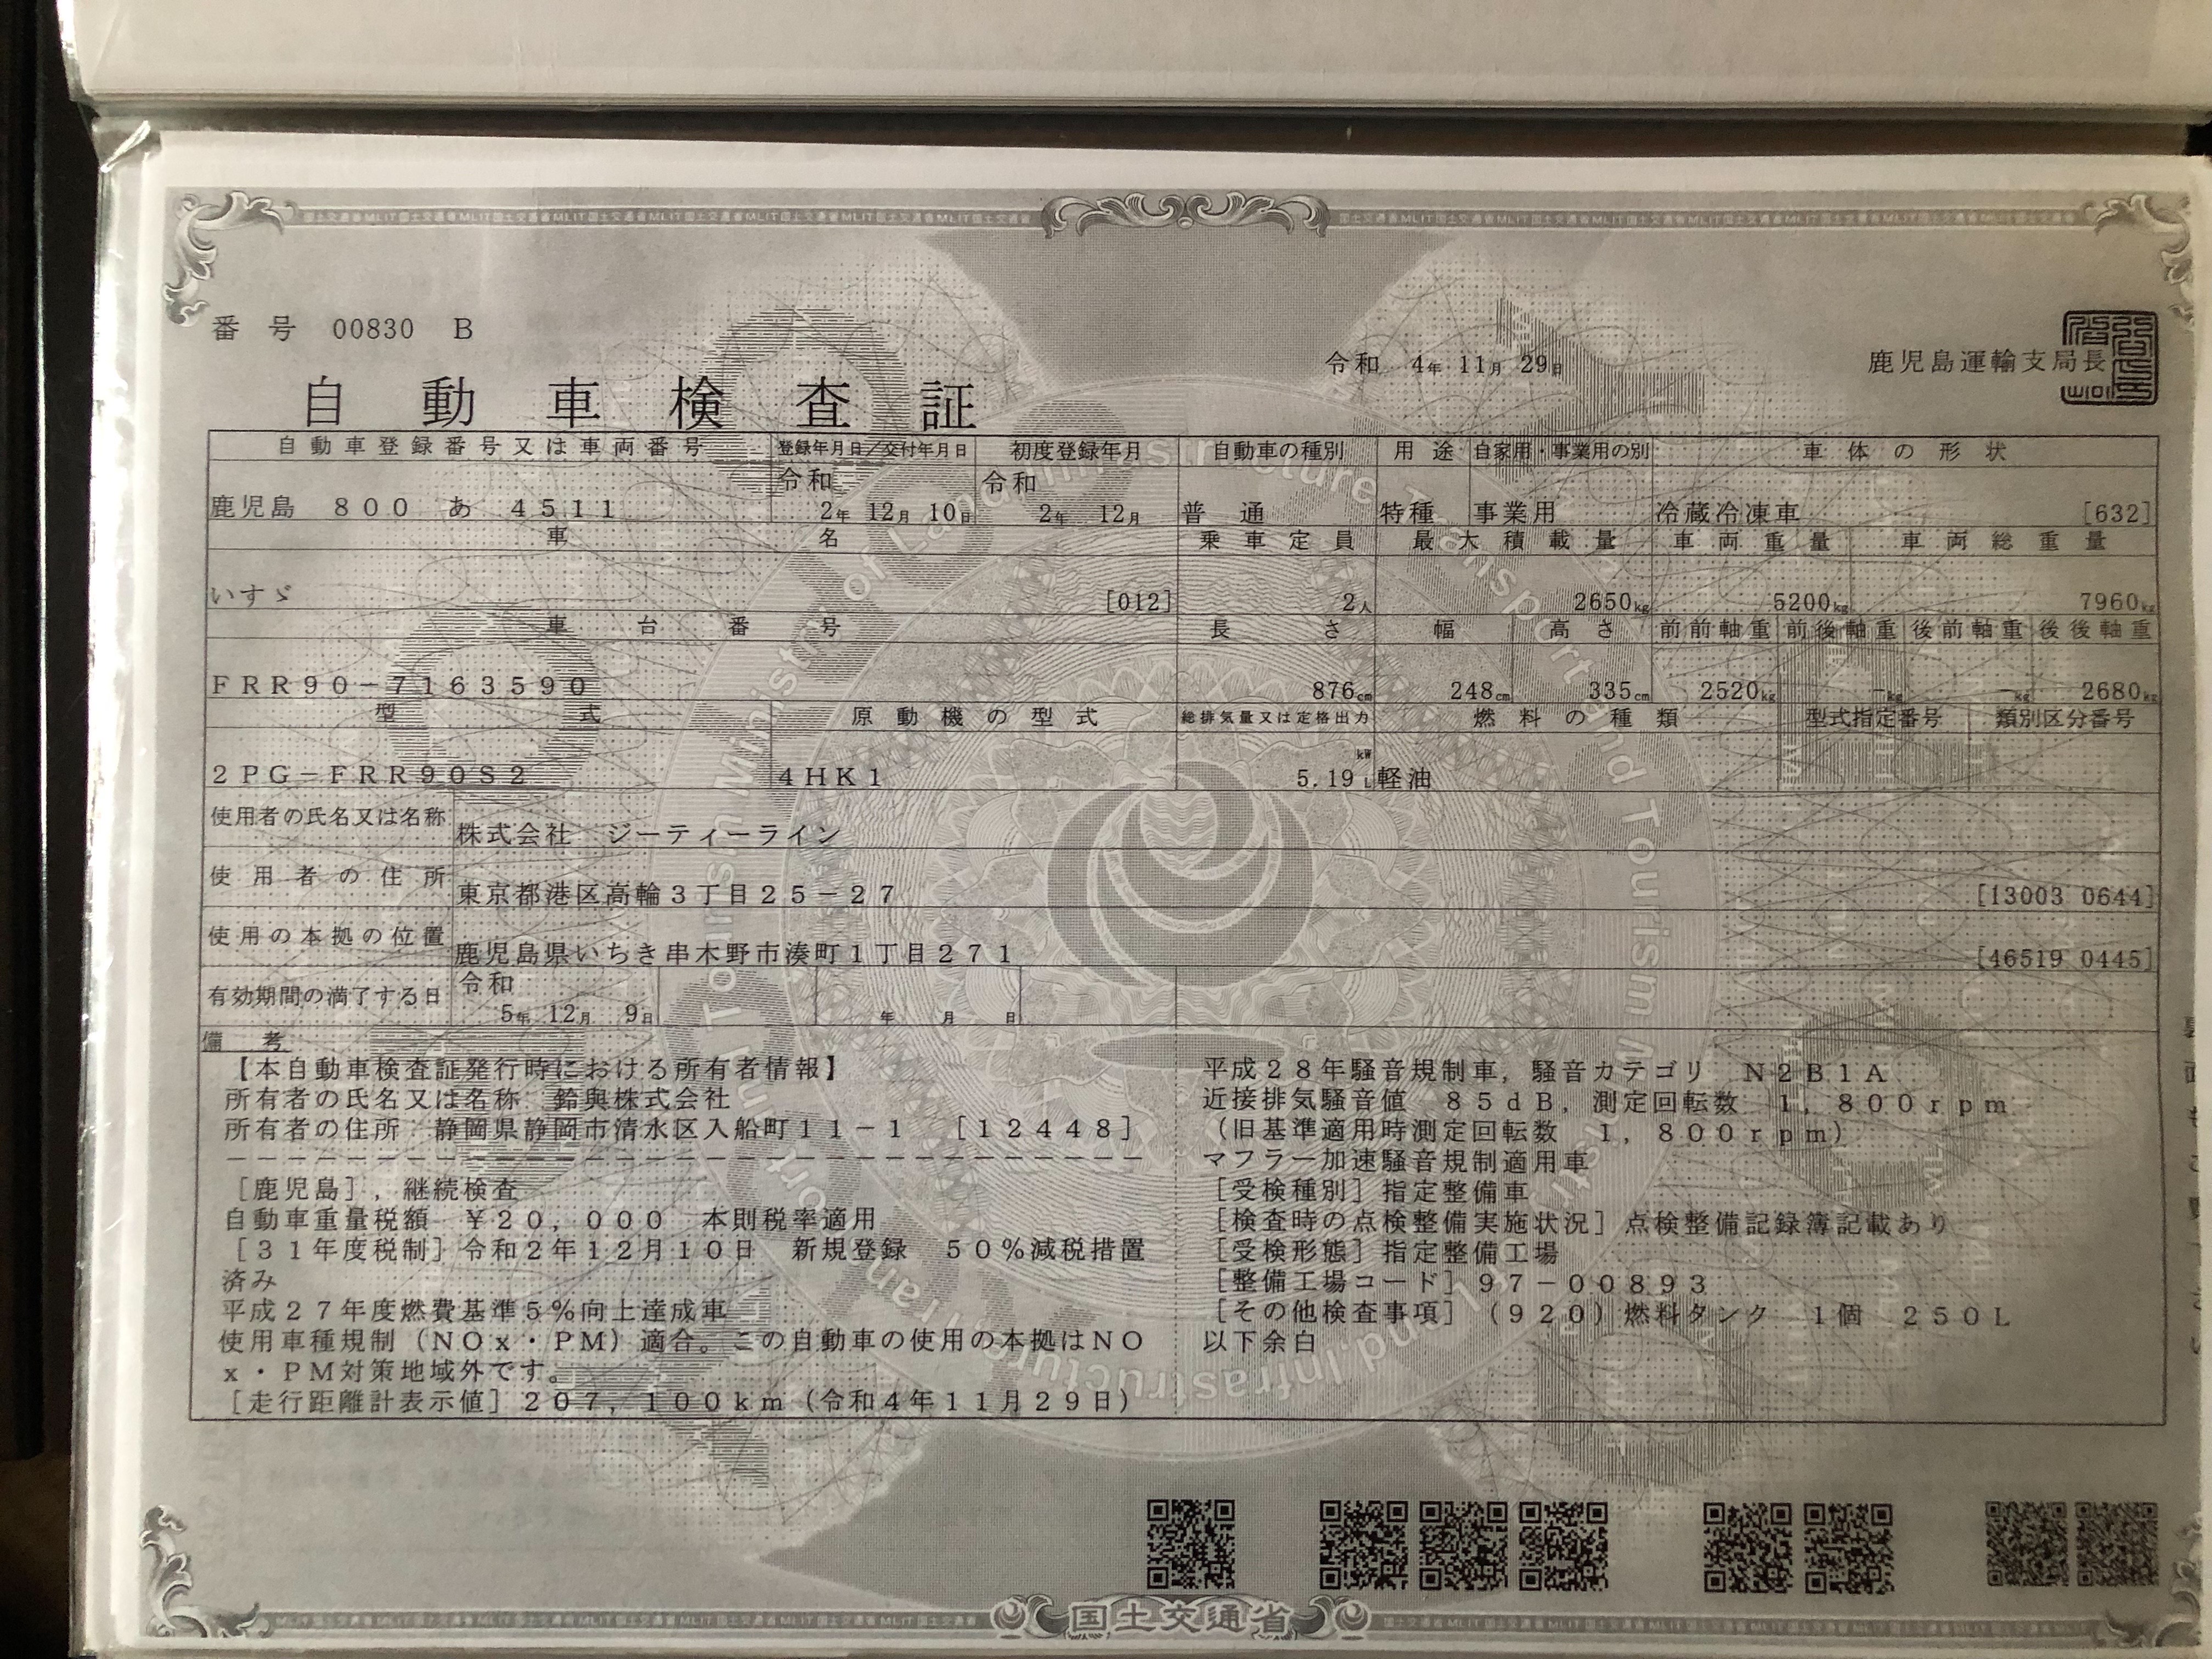 番号 00830 B
令和 4年 11月 29日
鹿児島運輸支局長
自動車検査証
自動車登録番号又は車両番号 登録年月日/交付年月日 初度登録年月 自動車の種別 用途 自家用・事業用の別 車体の形状
令和 令和
鹿児島 800 あ 4511 2年 12月 10日 2年 12月 普通 特種 事業用 冷蔵冷凍車 [632]
車名 乗車定員 最大積載量 車両重量 車両総重量
いすゞ [012] 2人 2650kg 5200kg 7960kg
車台番号 長さ 幅 高さ 前前軸重 前後軸重 後前軸重 後後軸重
FRR90-7163590 876cm 248cm 335cm 2520kg -kg -kg 2680kg
型式 原動機の型式 総排気量又は定格出力 燃料の種類 型式指定番号 類別区分番号
kW
2PG-FRR90S2 4HK1 5.19L 軽油
使用者の氏名又は名称 株式会社 ジーティーライン
使用者の住所 東京都港区高輪3丁目25-27 [13003 0644]
使用の本拠の位置 鹿児島県いちき串木野市湊町1丁目271 [46519 0445]
有効期間の満了する日 令和
5年 12月 9日 年 月 日
備考
【本自動車検査証発行時における所有者情報】
所有者の氏名又は名称 鈴與株式会社
所有者の住所 静岡県静岡市清水区入船町11-1 [12448]
[鹿児島],継続検査
自動車重量税額 ¥20,000 本則税率適用
[31年度税制]令和2年12月10日 新規登録 50%減税措置
済み
平成27年度燃費基準5%向上達成車
使用車種規制(NOx・PM)適合。この自動車の使用の本拠はNO
x・PM対策地域外です。
[走行距離計表示値]207,100km(令和4年11月29日)
平成28年騒音規制車,騒音カテゴリ N2B1A
近接排気騒音値 85dB,測定回転数 1,800rpm
(旧基準適用時測定回転数 1,800rpm)
マフラー加速騒音規制適用車
[受検種別]指定整備車
[検査時の点検整備実施状況]点検整備記録簿記載あり
[受検形態]指定整備工場
[整備工場コード]97-00893
[その他検査事項](920)燃料タンク 1個 250L
以下余白
国土交通省